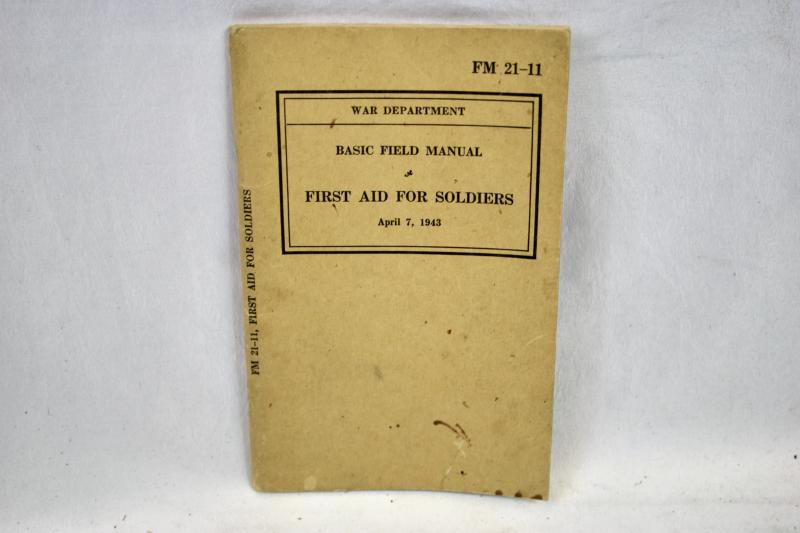 FM 21-11
WAR DEPARTMENT
BASIC FIELD MANUAL
FIRST AID FOR SOLDIERS
April 7, 1943
FM 21-11, FIRST AID FOR SOLDIERS